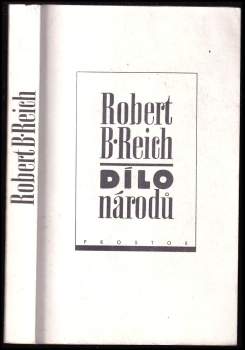 Robert B·Reich
Robert
B·Reich
DÍLO
národů
PROSTOR